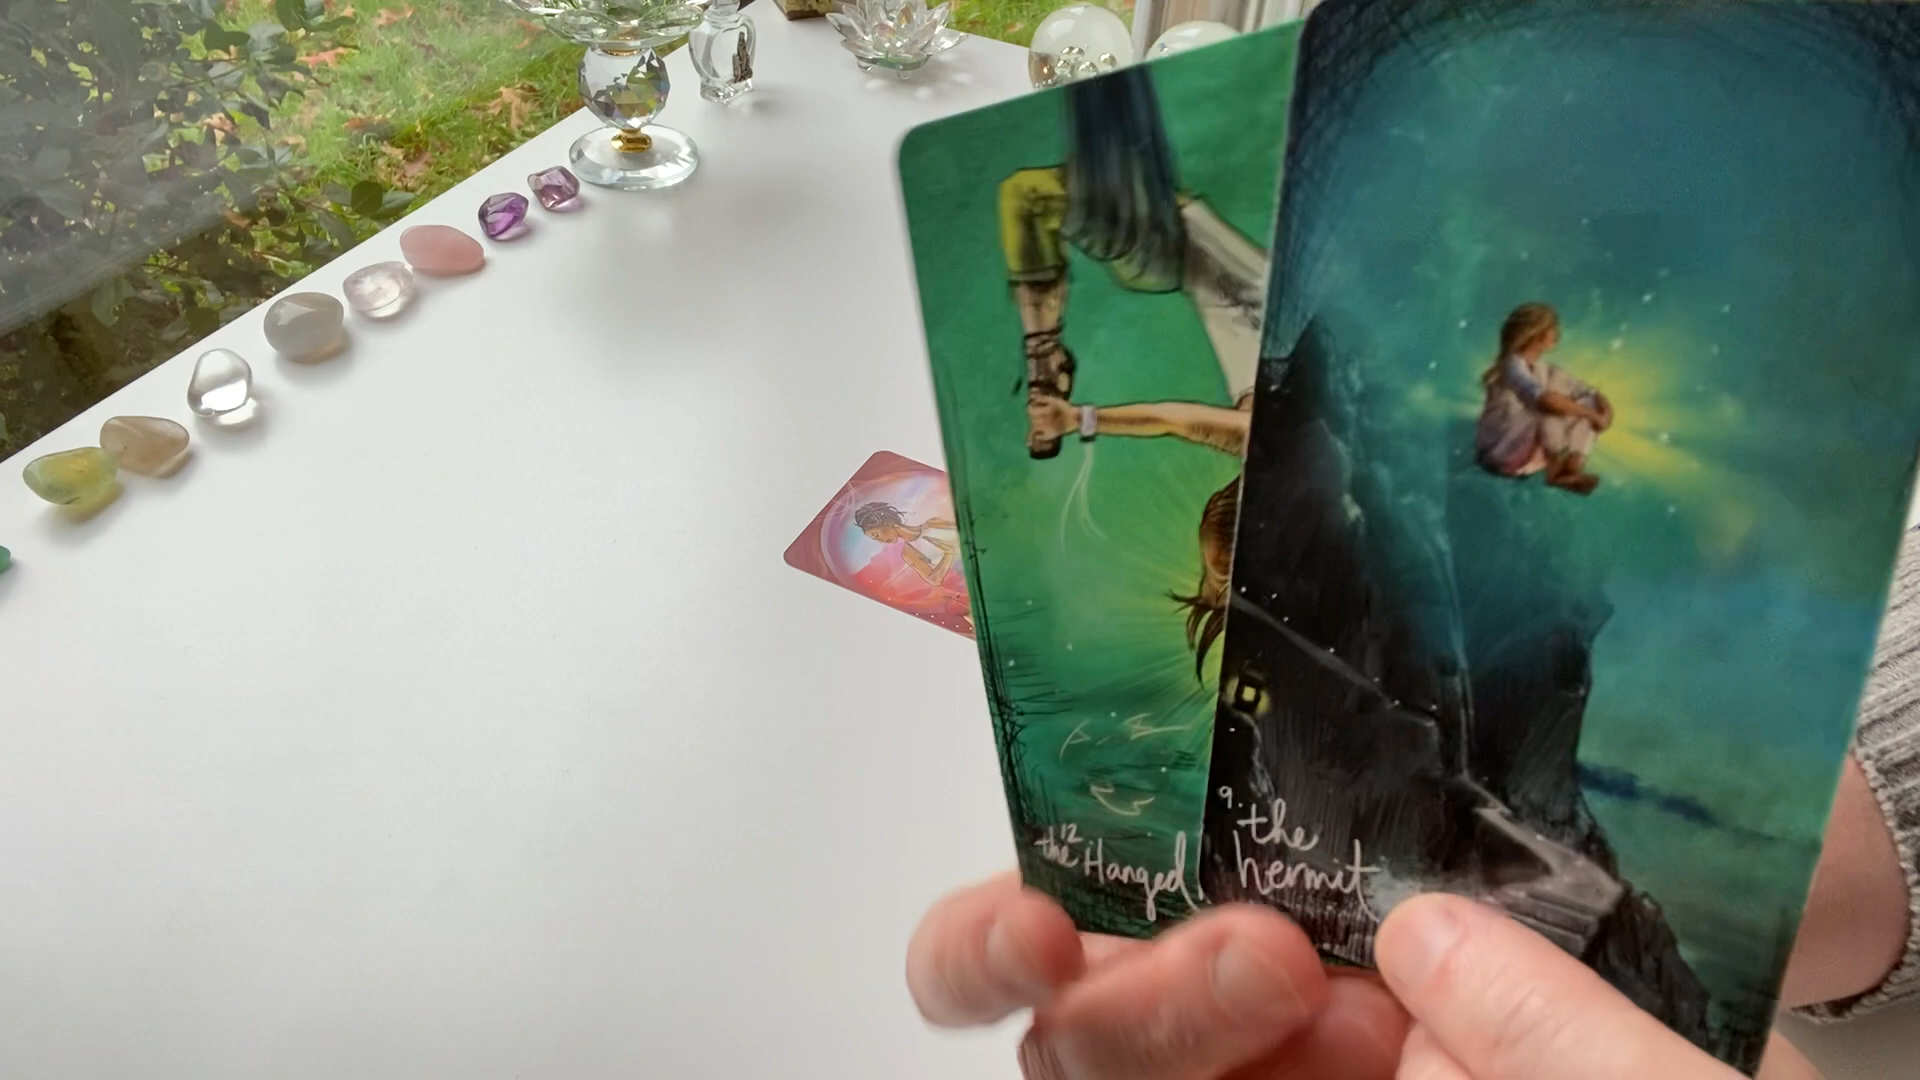 12
the Hanged
9.
the
hermit